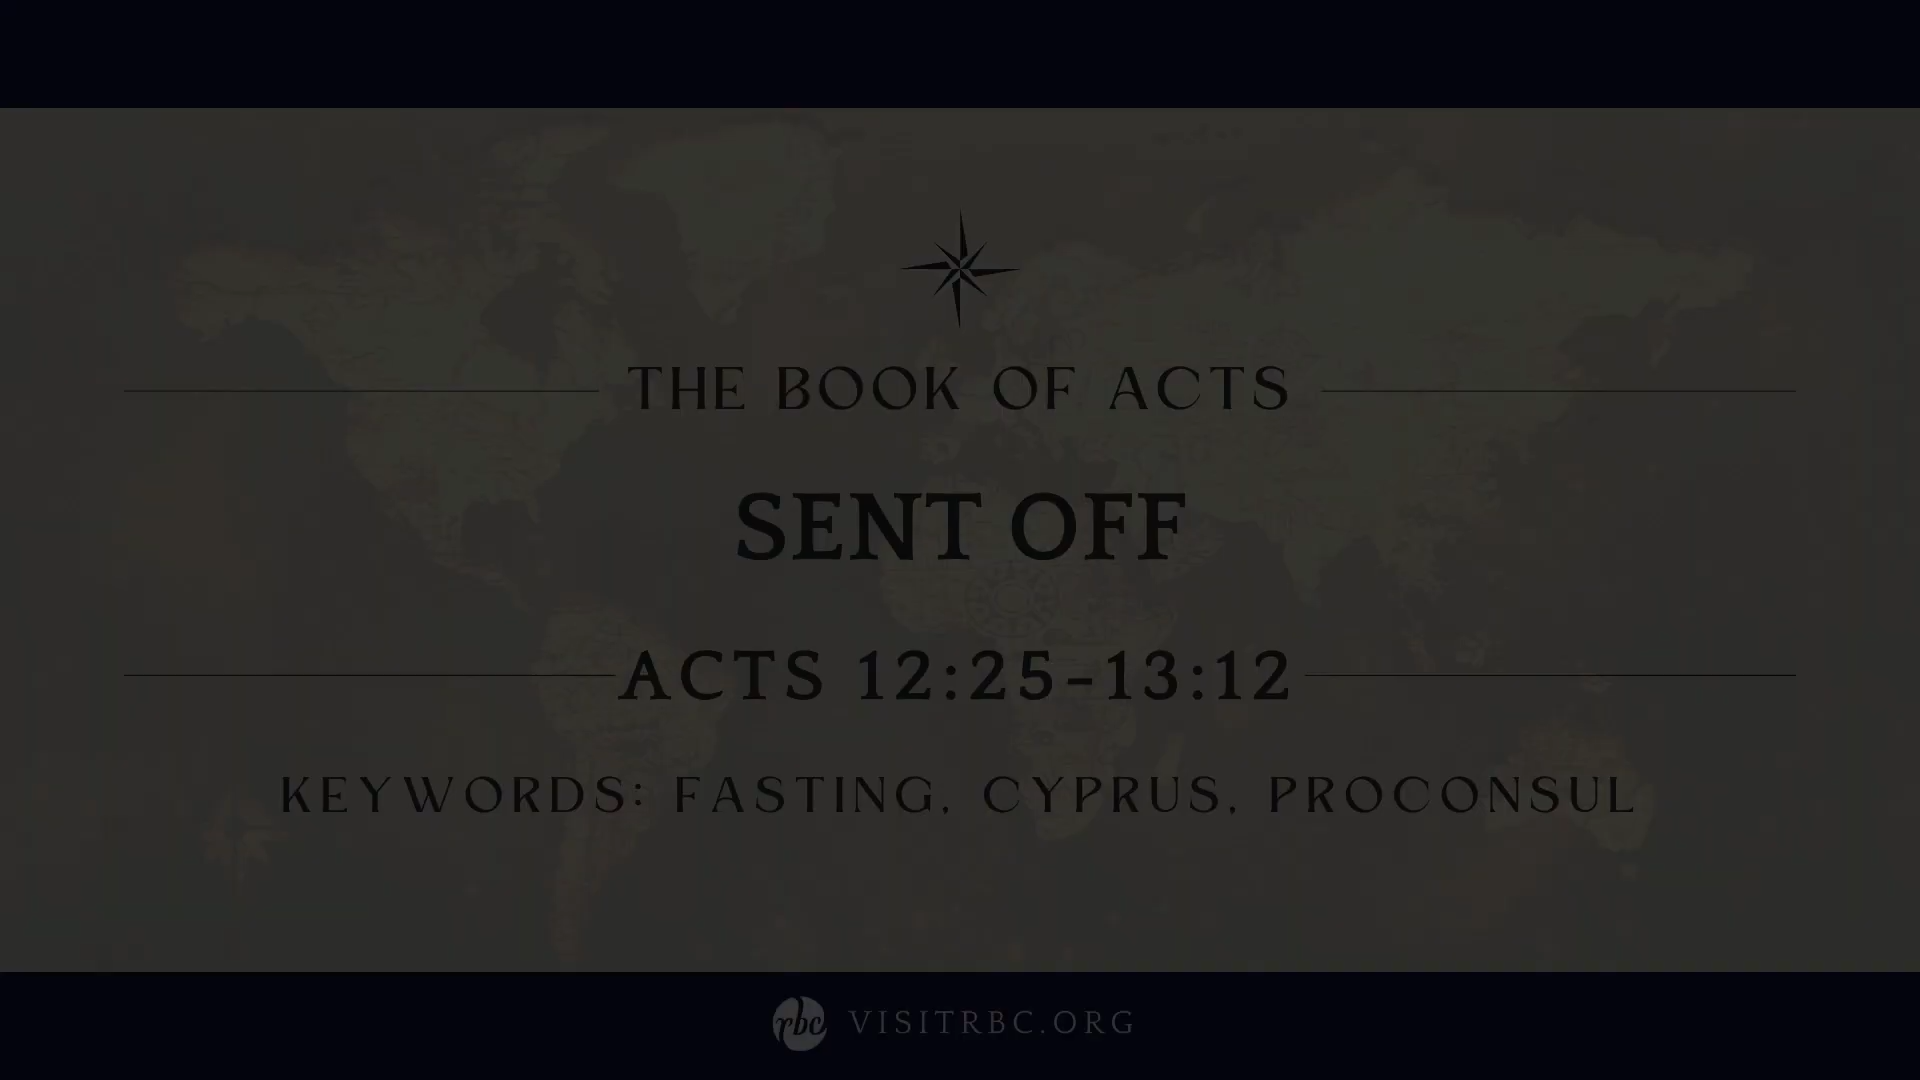 THE BOOK OF ACTS
SENT OFF
ACTS 12:25-13:12
KEYWORDS: FASTING, CYPRUS, PROCONSUL
rbc VISITRBC.ORG